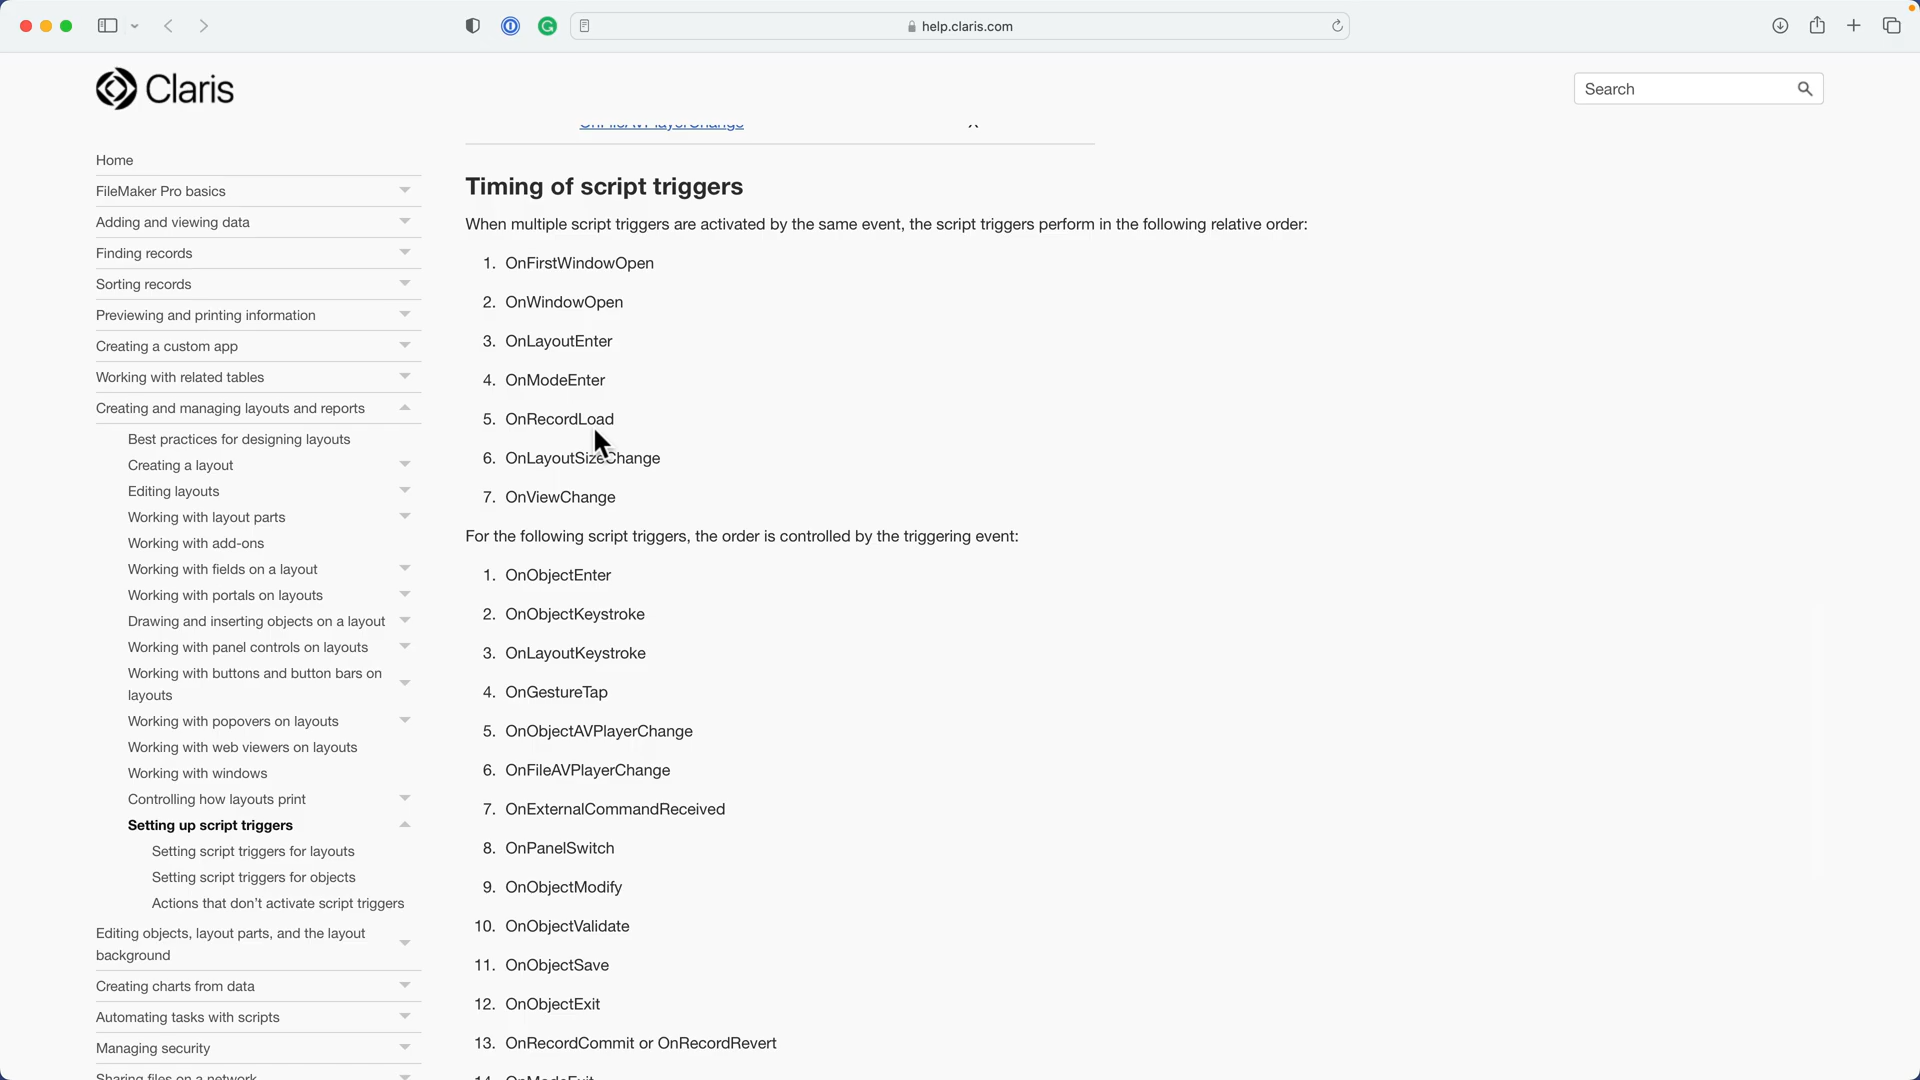 help.claris.com
Claris
Search
OnFileAVPlayerChange
Home
FileMaker Pro basics
Adding and viewing data
Finding records
Sorting records
Previewing and printing information
Creating a custom app
Working with related tables
Creating and managing layouts and reports
Best practices for designing layouts
Creating a layout
Editing layouts
Working with layout parts
Working with add-ons
Working with fields on a layout
Working with portals on layouts
Drawing and inserting objects on a layout
Working with panel controls on layouts
Working with buttons and button bars on
layouts
Working with popovers on layouts
Working with web viewers on layouts
Working with windows
Controlling how layouts print
Setting up script triggers
Setting script triggers for layouts
Setting script triggers for objects
Actions that don’t activate script triggers
Editing objects, layout parts, and the layout
background
Creating charts from data
Automating tasks with scripts
Managing security
Sharing files on a network
Timing of script triggers
When multiple script triggers are activated by the same event, the script triggers perform in the following relative order:
1. OnFirstWindowOpen
2. OnWindowOpen
3. OnLayoutEnter
4. OnModeEnter
5. OnRecordLoad
6. OnLayoutSizeChange
7. OnViewChange
For the following script triggers, the order is controlled by the triggering event:
1. OnObjectEnter
2. OnObjectKeystroke
3. OnLayoutKeystroke
4. OnGestureTap
5. OnObjectAVPlayerChange
6. OnFileAVPlayerChange
7. OnExternalCommandReceived
8. OnPanelSwitch
9. OnObjectModify
10. OnObjectValidate
11. OnObjectSave
12. OnObjectExit
13. OnRecordCommit or OnRecordRevert
14. OnModeExit